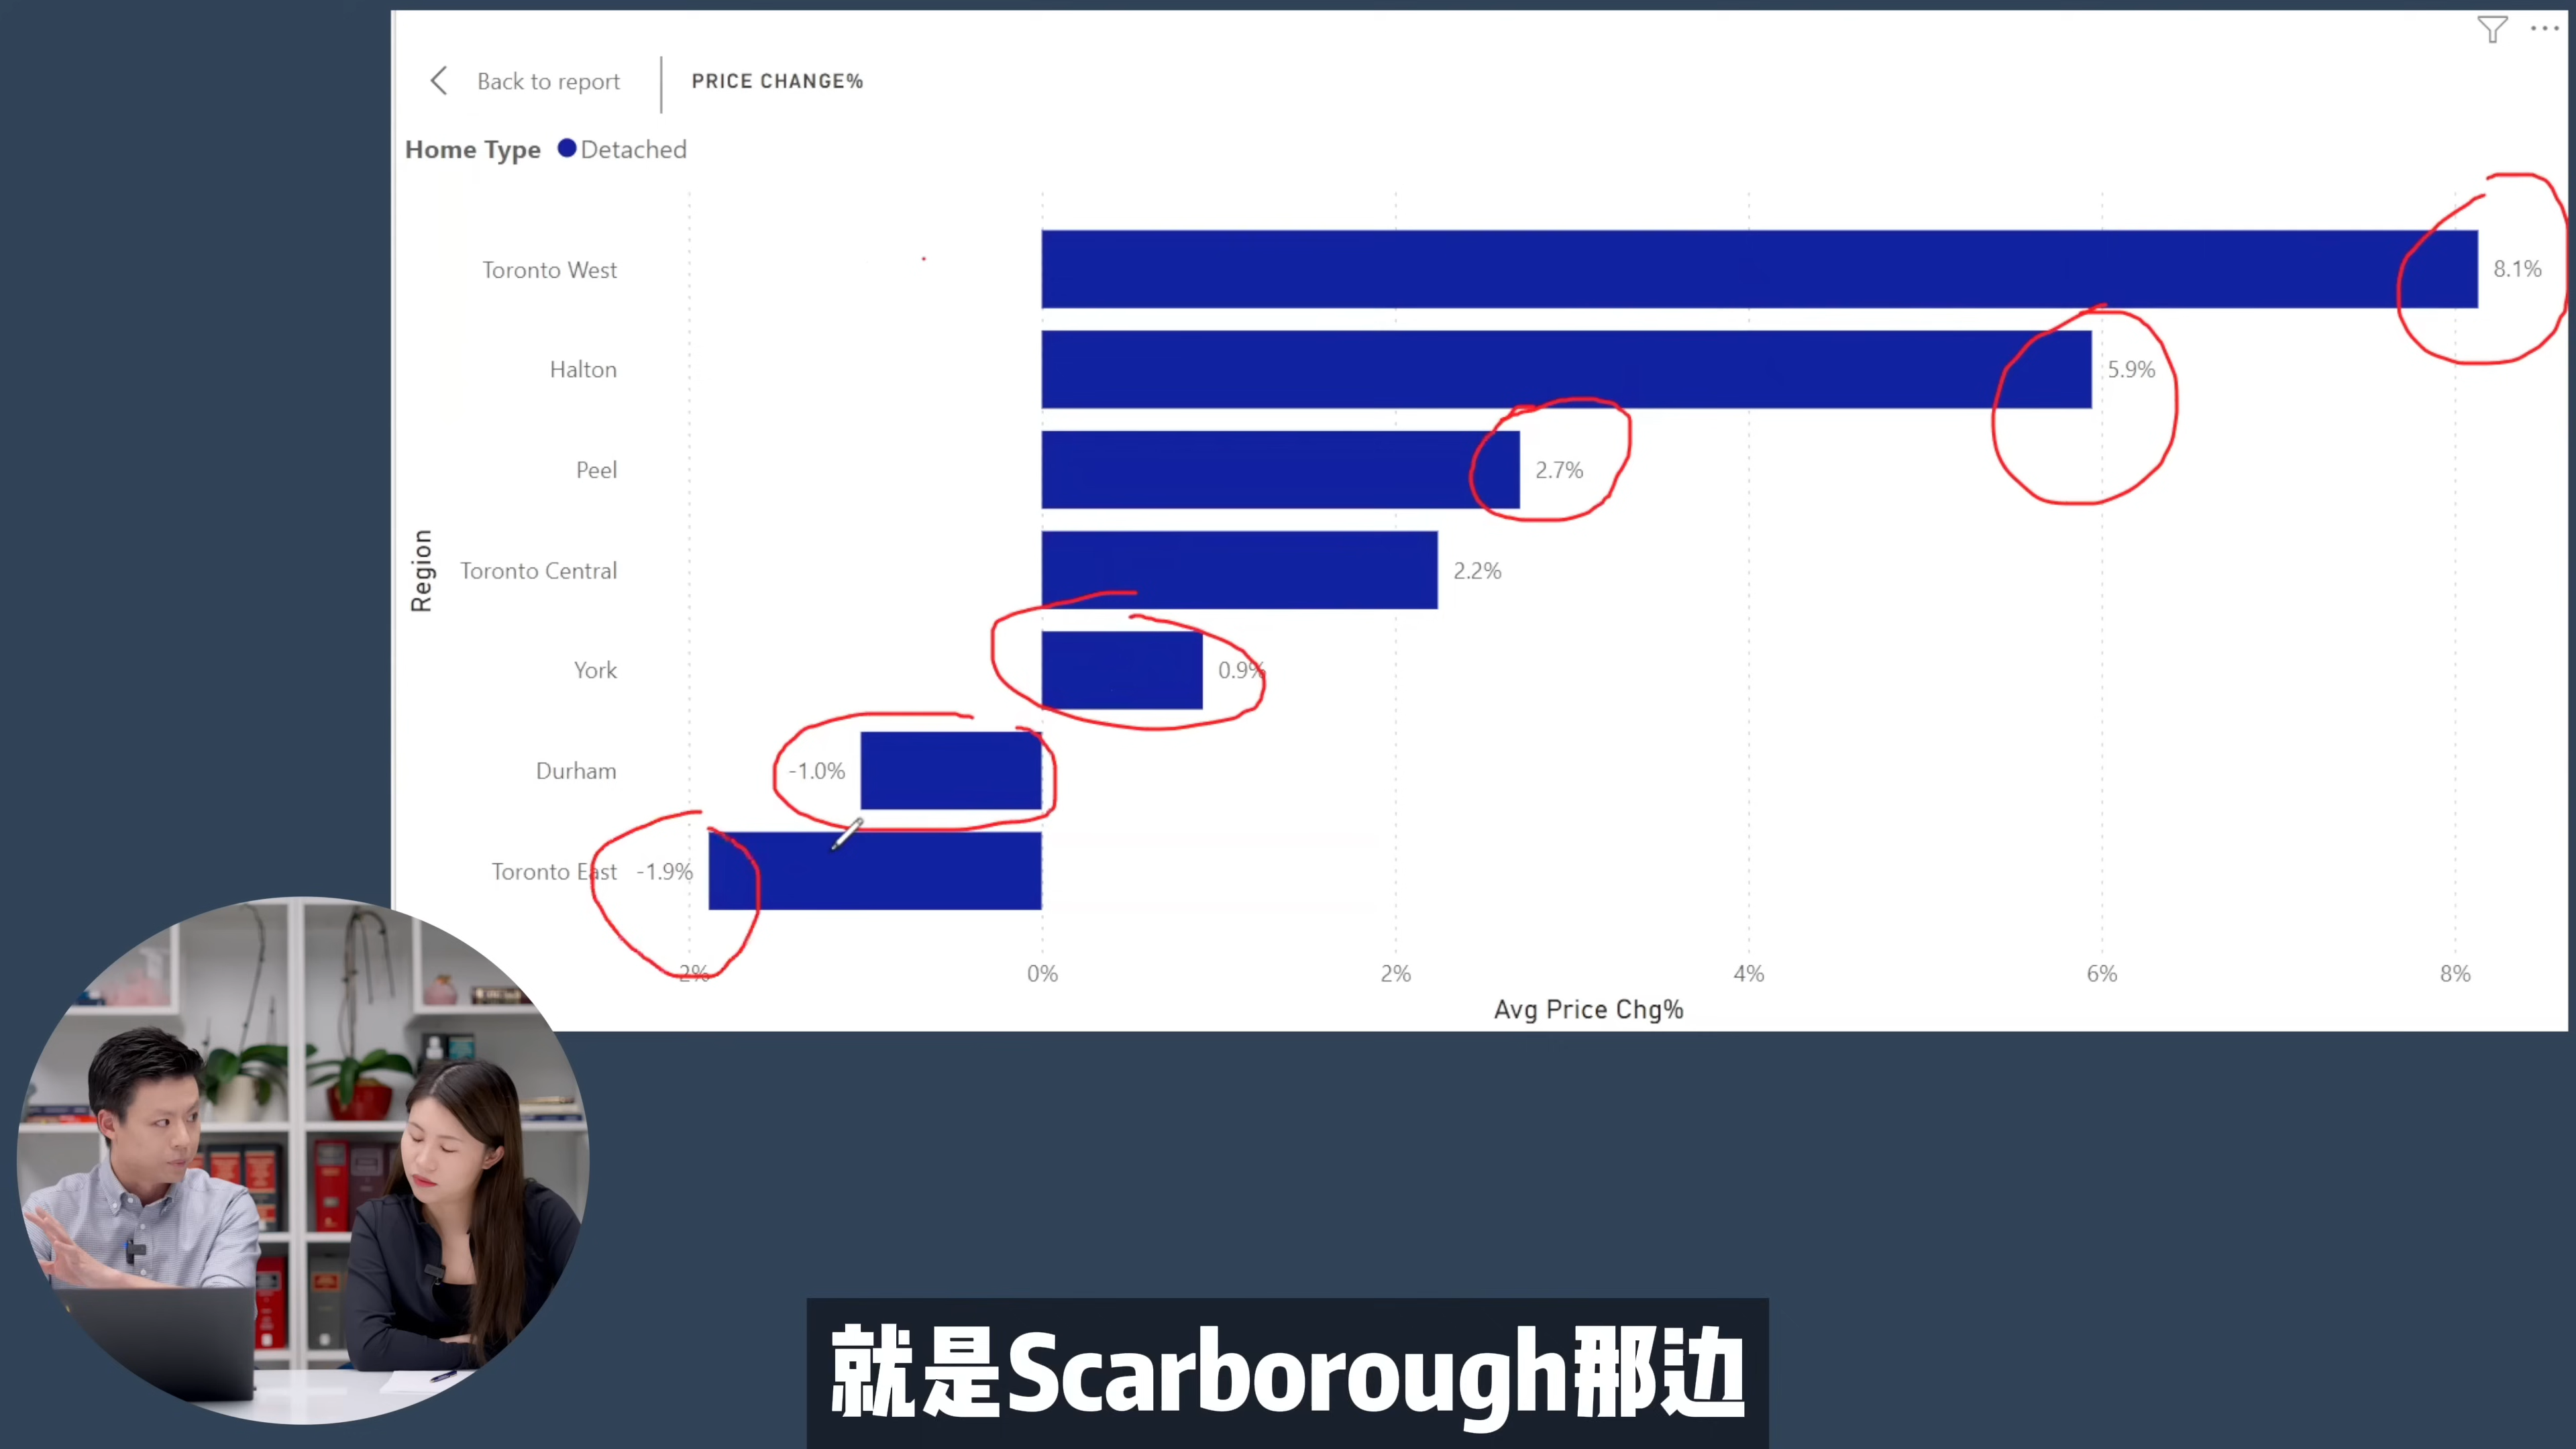 Back to report
PRICE CHANGE%
Home Type Detached
Toronto West 8.1%
Halton 5.9%
Peel 2.7%
Toronto Central 2.2%
York 0.9%
Durham -1.0%
Toronto East -1.9%
Region
-2% 0% 2% 4% 6% 8%
Avg Price Chg%
就是Scarborough那边